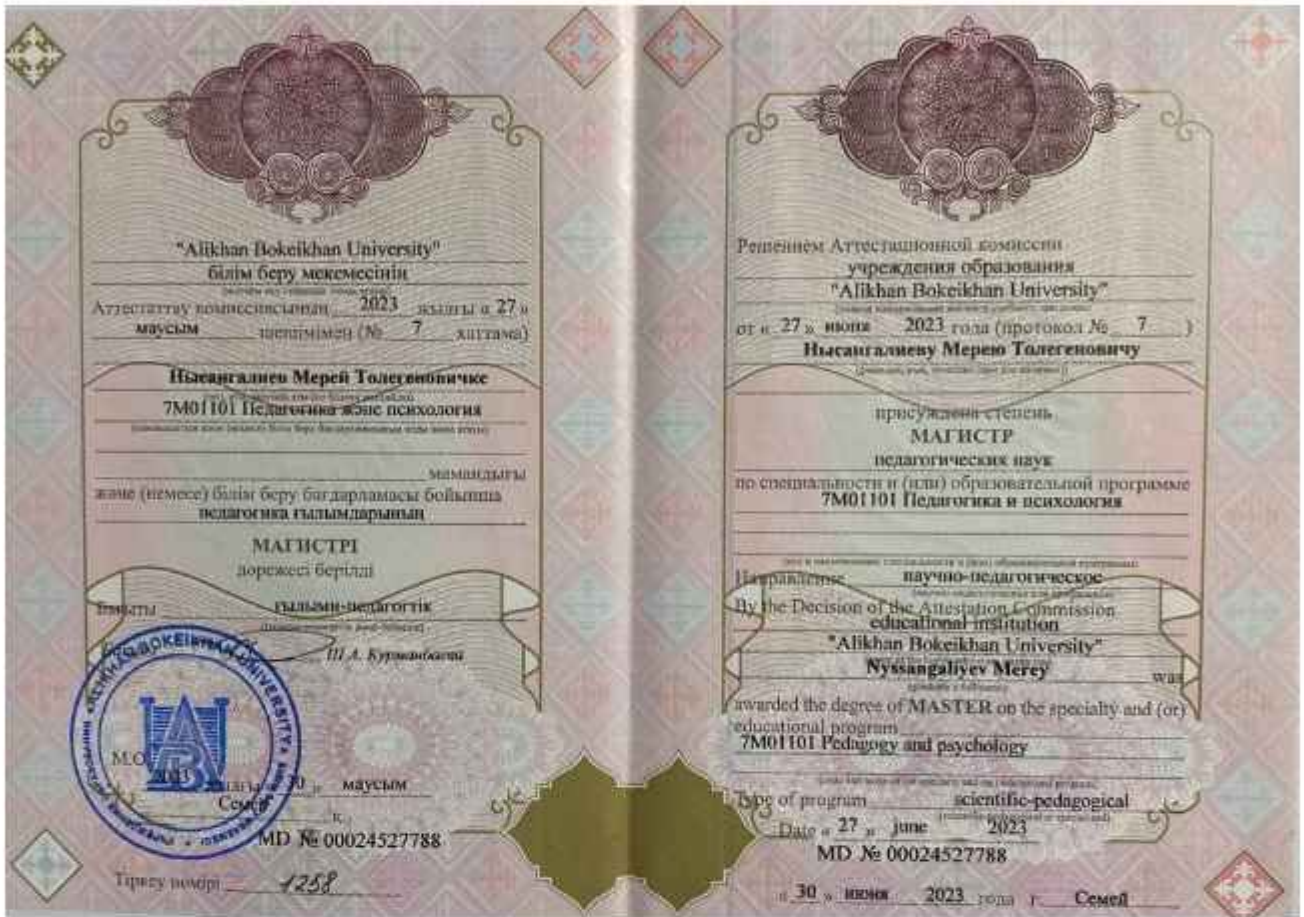 "Alikhan Bokeikhan University"
білім беру мекемесінің
Аттестаттау комиссиясының 2023 жылғы « 27 »
маусым шешімімен (№ 7 хаттама)
Нысангалиев Мерей Толегеновичке
7М01101 Педагогика және психология
мамандығы
және (немесе) білім беру бағдарламасы бойынша
педагогика ғылымдарының
МАГИСТРІ
дәрежесі берілді
Бағыты ғылыми-педагогтік
Ш.А. Курманбаева
М.О.
2023 жылғы 30 » маусым
Семей қ.
MD № 00024527788
Тіркеу нөмірі 1258
Решением Аттестационной комиссии
учреждения образования
"Alikhan Bokeikhan University"
от « 27 » июня 2023 года (протокол № 7 )
Нысангалиеву Мерею Толегеновичу
присуждена степень
МАГИСТР
педагогических наук
по специальности и (или) образовательной программе
7М01101 Педагогика и психология
Направление научно-педагогическое
By the Decision of the Attestation Commission
educational institution
"Alikhan Bokeikhan University"
Nyssangaliyev Merey was
awarded the degree of MASTER on the specialty and (or)
educational program
7M01101 Pedagogy and psychology
Type of program scientific-pedagogical
Date « 27 » june 2023
MD № 00024527788
« 30 » июня 2023 года г. Семей